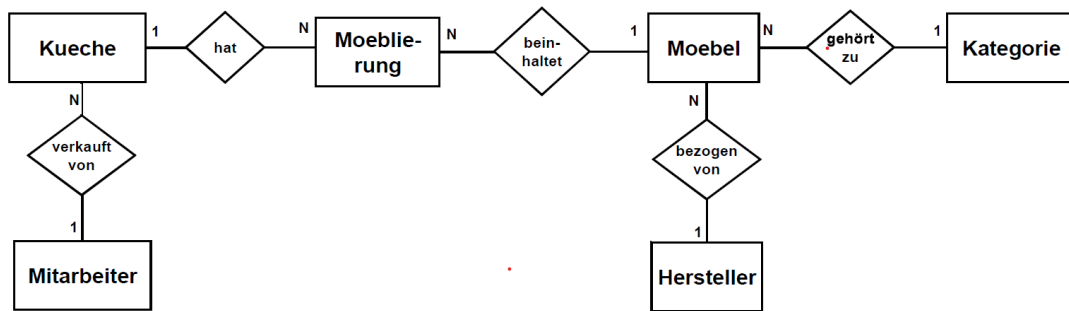 Kueche
1
hat
N
Moeblie-
rung
N
bein-
haltet
1
Moebel
N
gehört
zu
1
Kategorie
N
verkauft
von
1
Mitarbeiter
N
bezogen
von
1
Hersteller